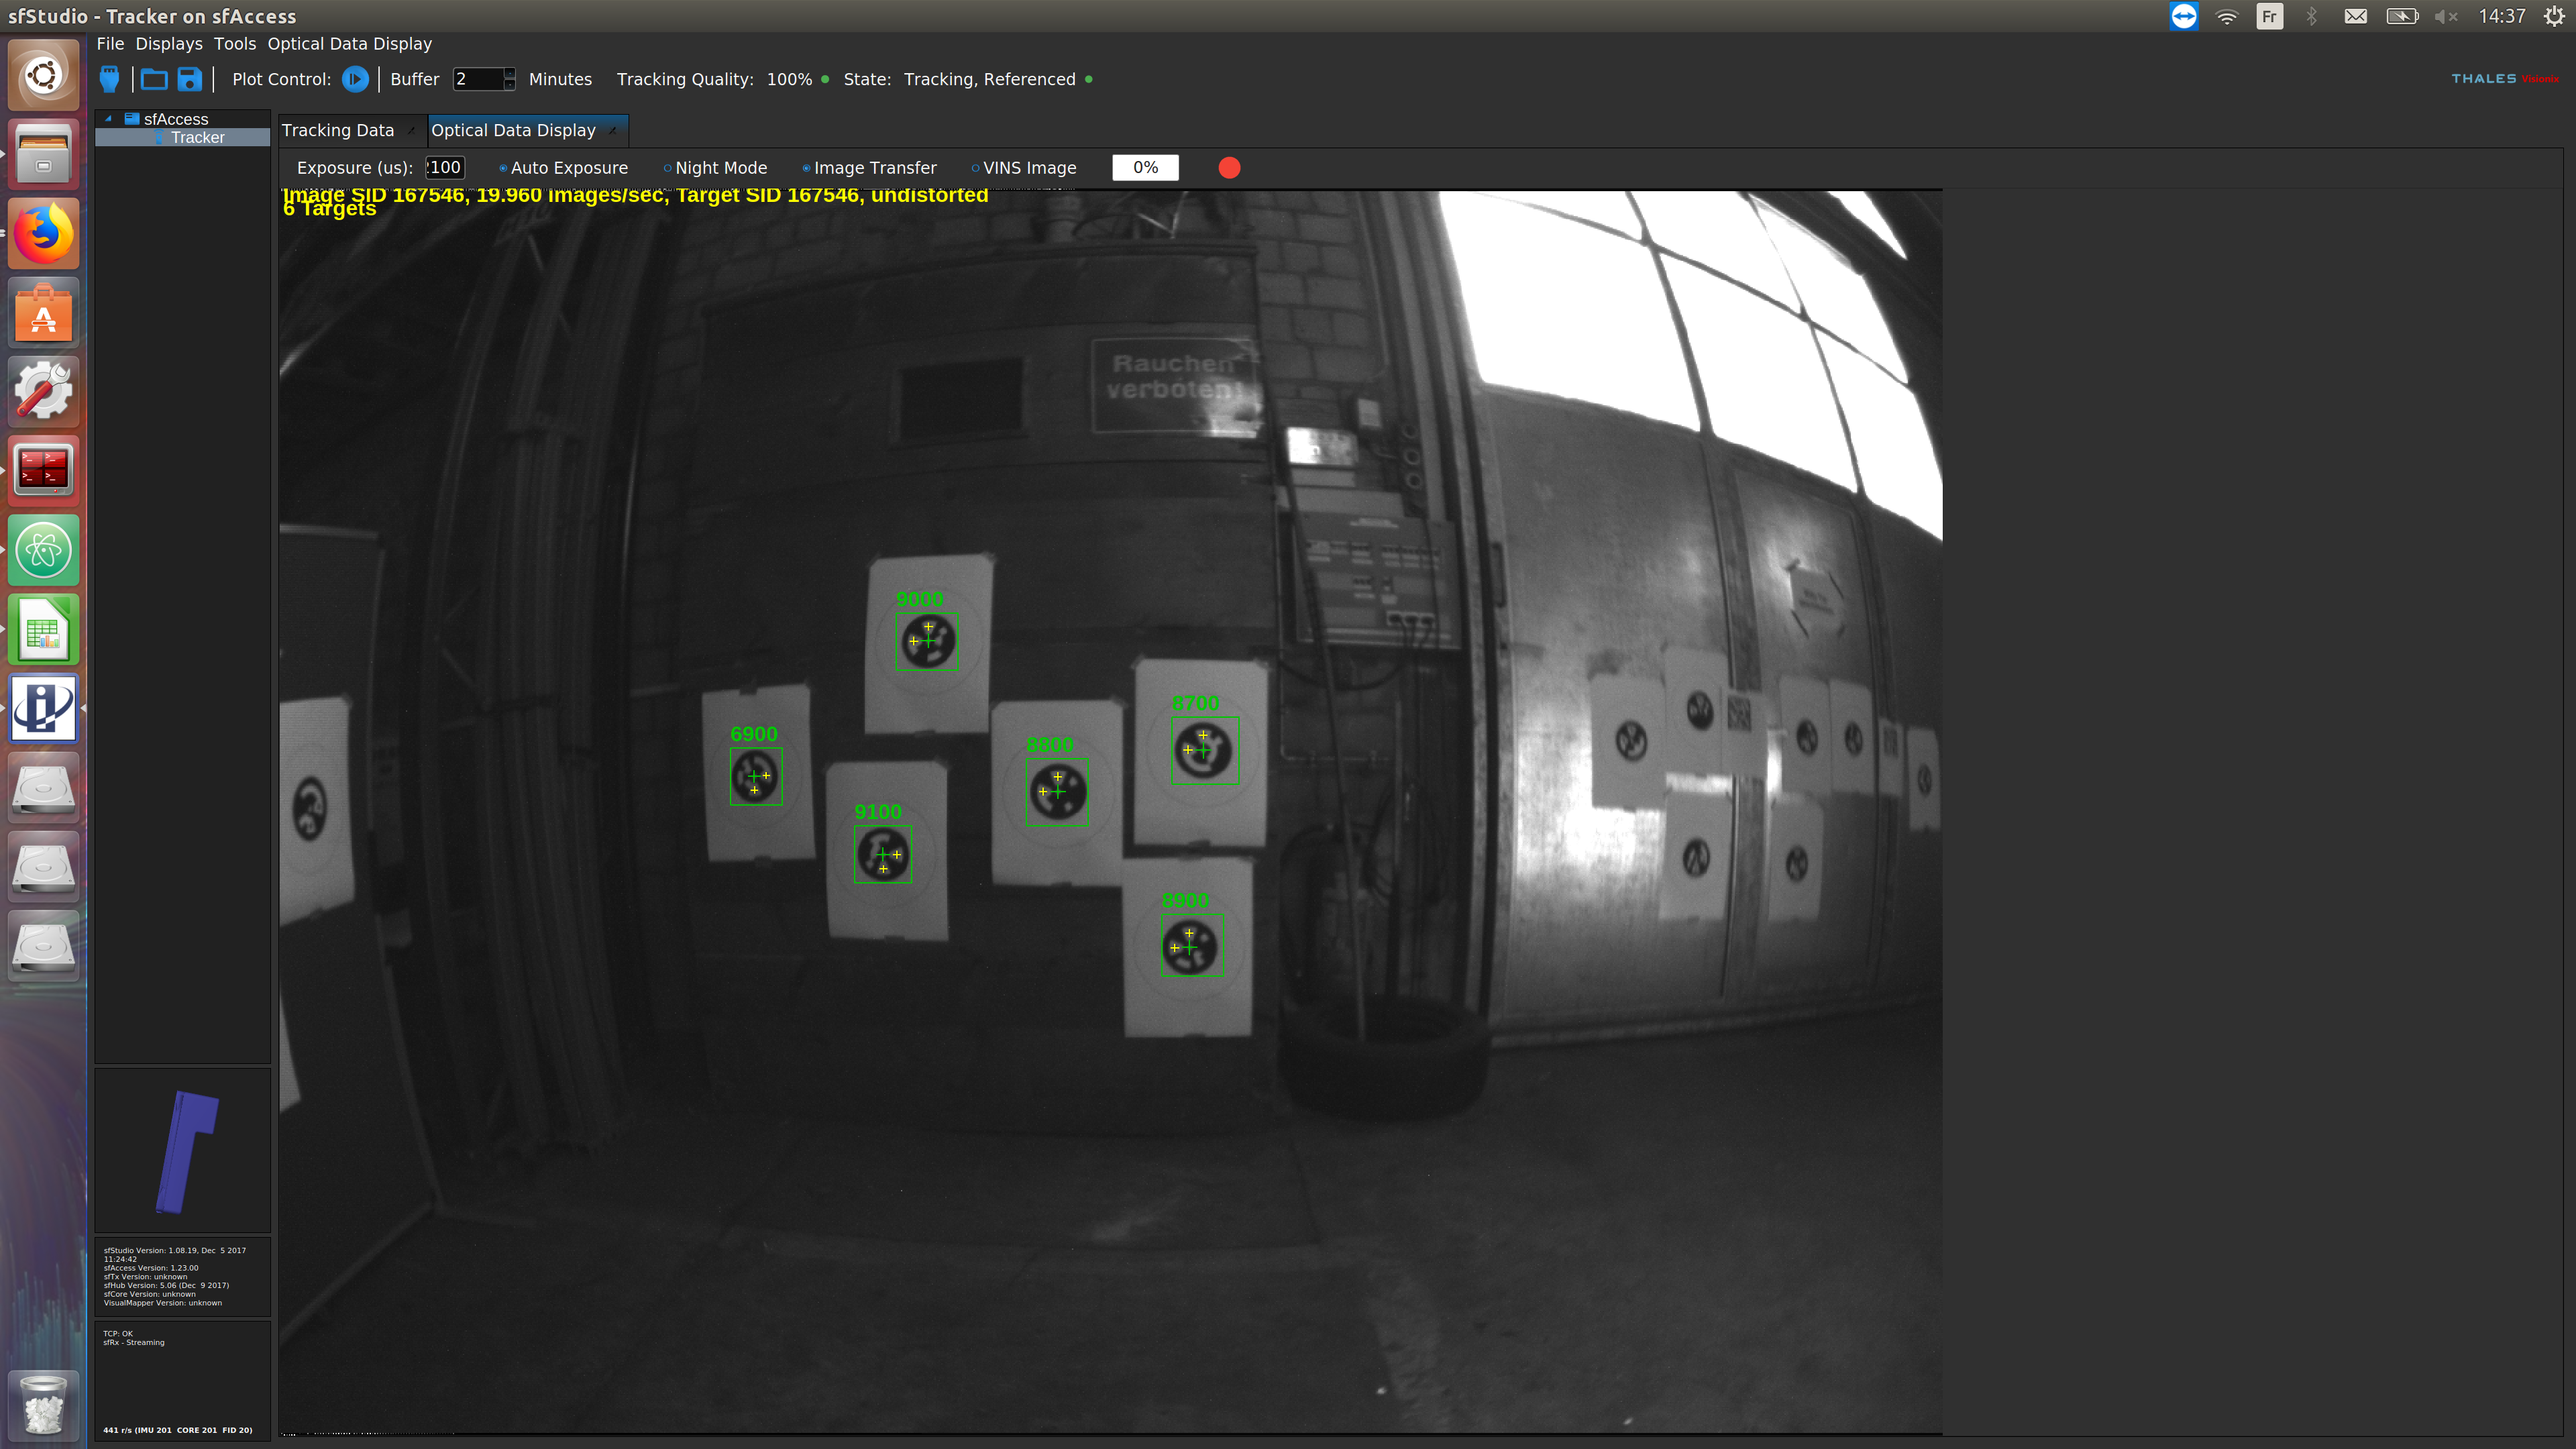 sfStudio - Tracker on sfAccess
Fr
14:37
File Displays Tools Optical Data Display
Plot Control:
Buffer 2 Minutes
Tracking Quality: 100%
State: Tracking, Referenced
THALES Visionix
sfAccess
Tracker
Tracking Data
Optical Data Display
Exposure (us): 100
Auto Exposure
Night Mode
Image Transfer
VINS Image
0%
Image SID 167546, 19.960 Images/sec, Target SID 167546, undistorted
6 Targets
Rauchen
verboten!
9000
8700
6900
8800
9100
8900
sfStudio Version: 1.08.19, Dec 5 2017
11:24:42
sfAccess Version: 1.23.00
sfTx Version: unknown
sfHub Version: 5.06 (Dec 9 2017)
sfCore Version: unknown
VisualMapper Version: unknown
TCP: OK
sfRx - Streaming
441 r/s (IMU 201 CORE 201 FID 20)